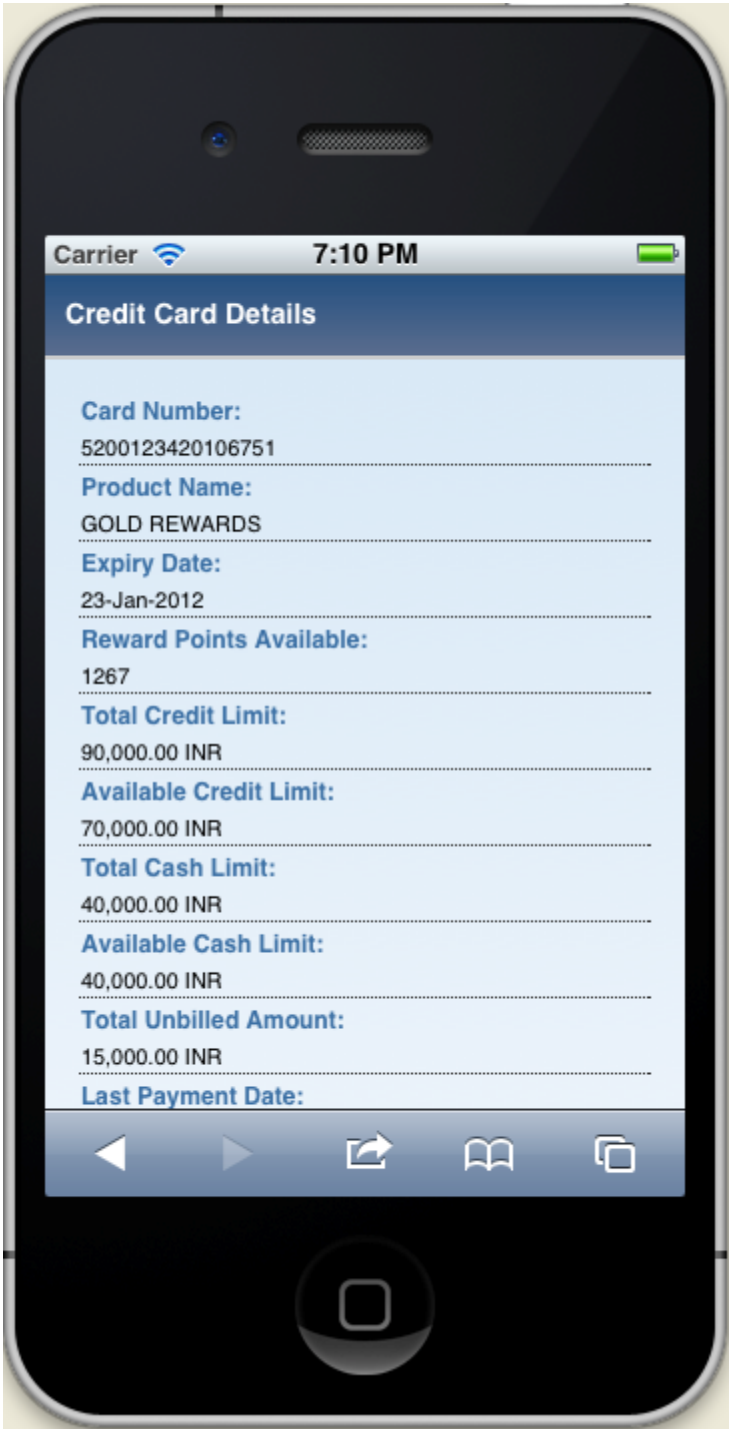 Carrier 7:10 PM
Credit Card Details
Card Number:
5200123420106751
Product Name:
GOLD REWARDS
Expiry Date:
23-Jan-2012
Reward Points Available:
1267
Total Credit Limit:
90,000.00 INR
Available Credit Limit:
70,000.00 INR
Total Cash Limit:
40,000.00 INR
Available Cash Limit:
40,000.00 INR
Total Unbilled Amount:
15,000.00 INR
Last Payment Date: